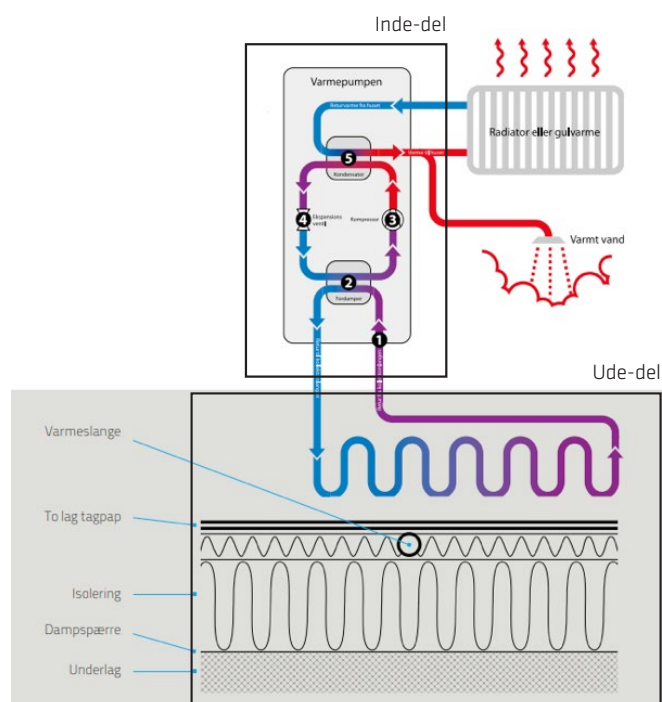 Inde-del
Varmepumpen
Returvarme fra huset
Radiator eller gulvarme
Varme til huset
5
Kondensator
4
Ekspansions
ventil
Kompressor
3
Varmt vand
2
Fordamper
1
Ude-del
Varmeslange
To lag tagpap
Isolering
Dampspærre
Underlag